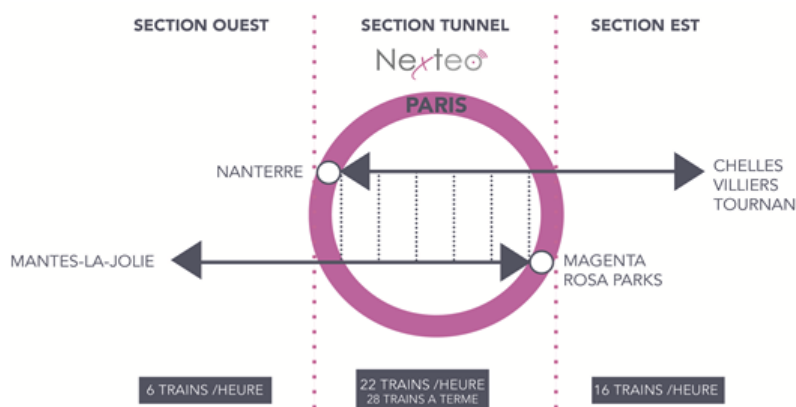 SECTION OUEST
SECTION TUNNEL
SECTION EST
Nexteo
PARIS
NANTERRE
CHELLES
VILLIERS
TOURNAN
MANTES-LA-JOLIE
MAGENTA
ROSA PARKS
6 TRAINS /HEURE
22 TRAINS /HEURE
28 TRAINS A TERME
16 TRAINS /HEURE